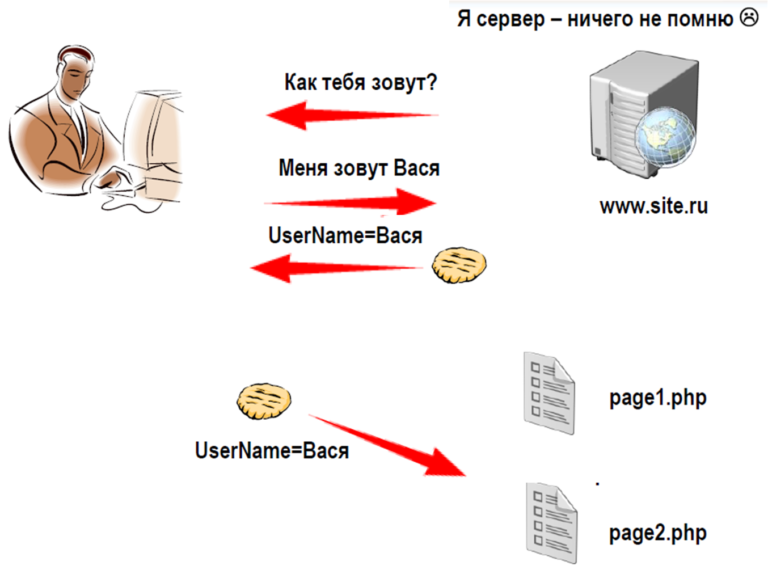 Я сервер – ничего не помню ☹
Как тебя зовут?
Меня зовут Вася
www.site.ru
UserName=Вася
page1.php
UserName=Вася
page2.php